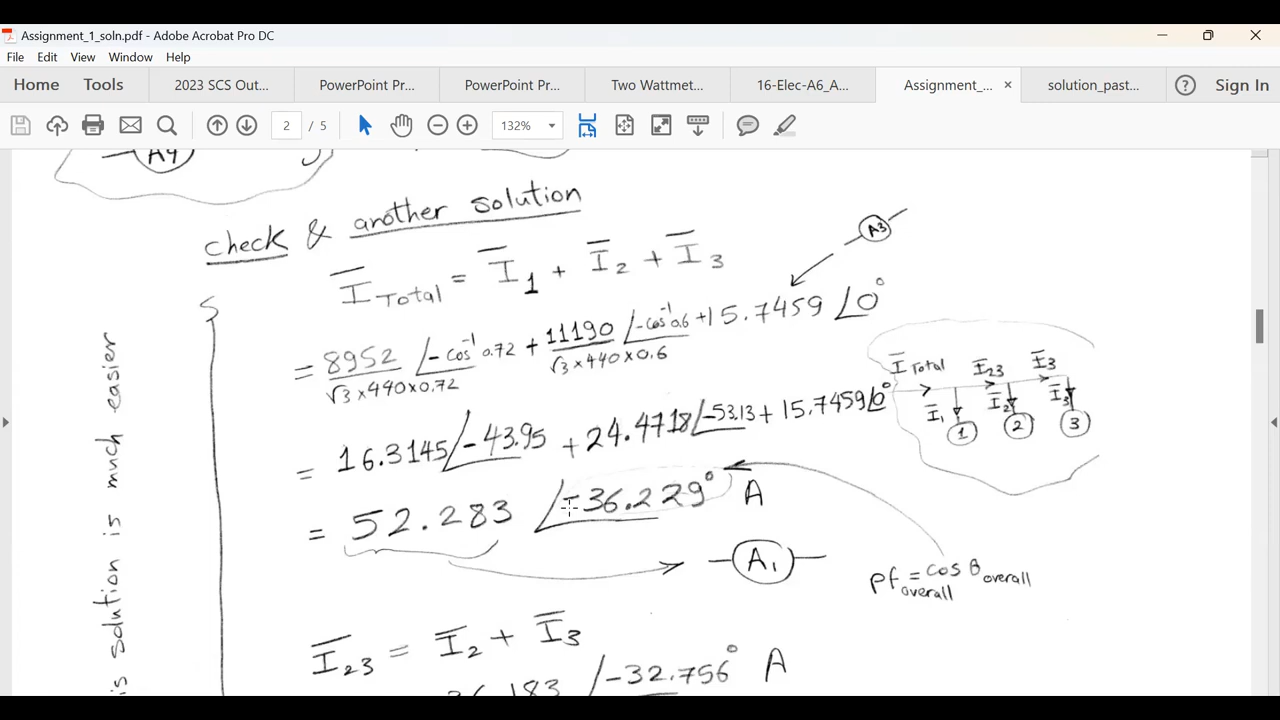 Assignment_1_soln.pdf - Adobe Acrobat Pro DC
File Edit View Window Help
Home Tools 2023 SCS Out... PowerPoint Pr... PowerPoint Pr... Two Wattmet... 16-Elec-A6_A... Assignment_... × solution_past... ? Sign In
2 / 5 132%
A4
check & another solution
A3
I Total = I1 + I2 + I3
= 8952/(√3×440×0.72) ∠-cos⁻¹ 0.72 + 11190/(√3×440×0.6) ∠-cos⁻¹0.6 + 15.7459 ∠0°
I Total I23 I3
I1 I2 I3
1 2 3
= 16.3145 ∠-43.95 + 24.4718 ∠-53.13 + 15.7459 ∠0°
= 52.283 ∠-36.229° A
A1
pf overall = cos θ overall
I23 = I2 + I3
∠-32.756° A
is solution is much easier